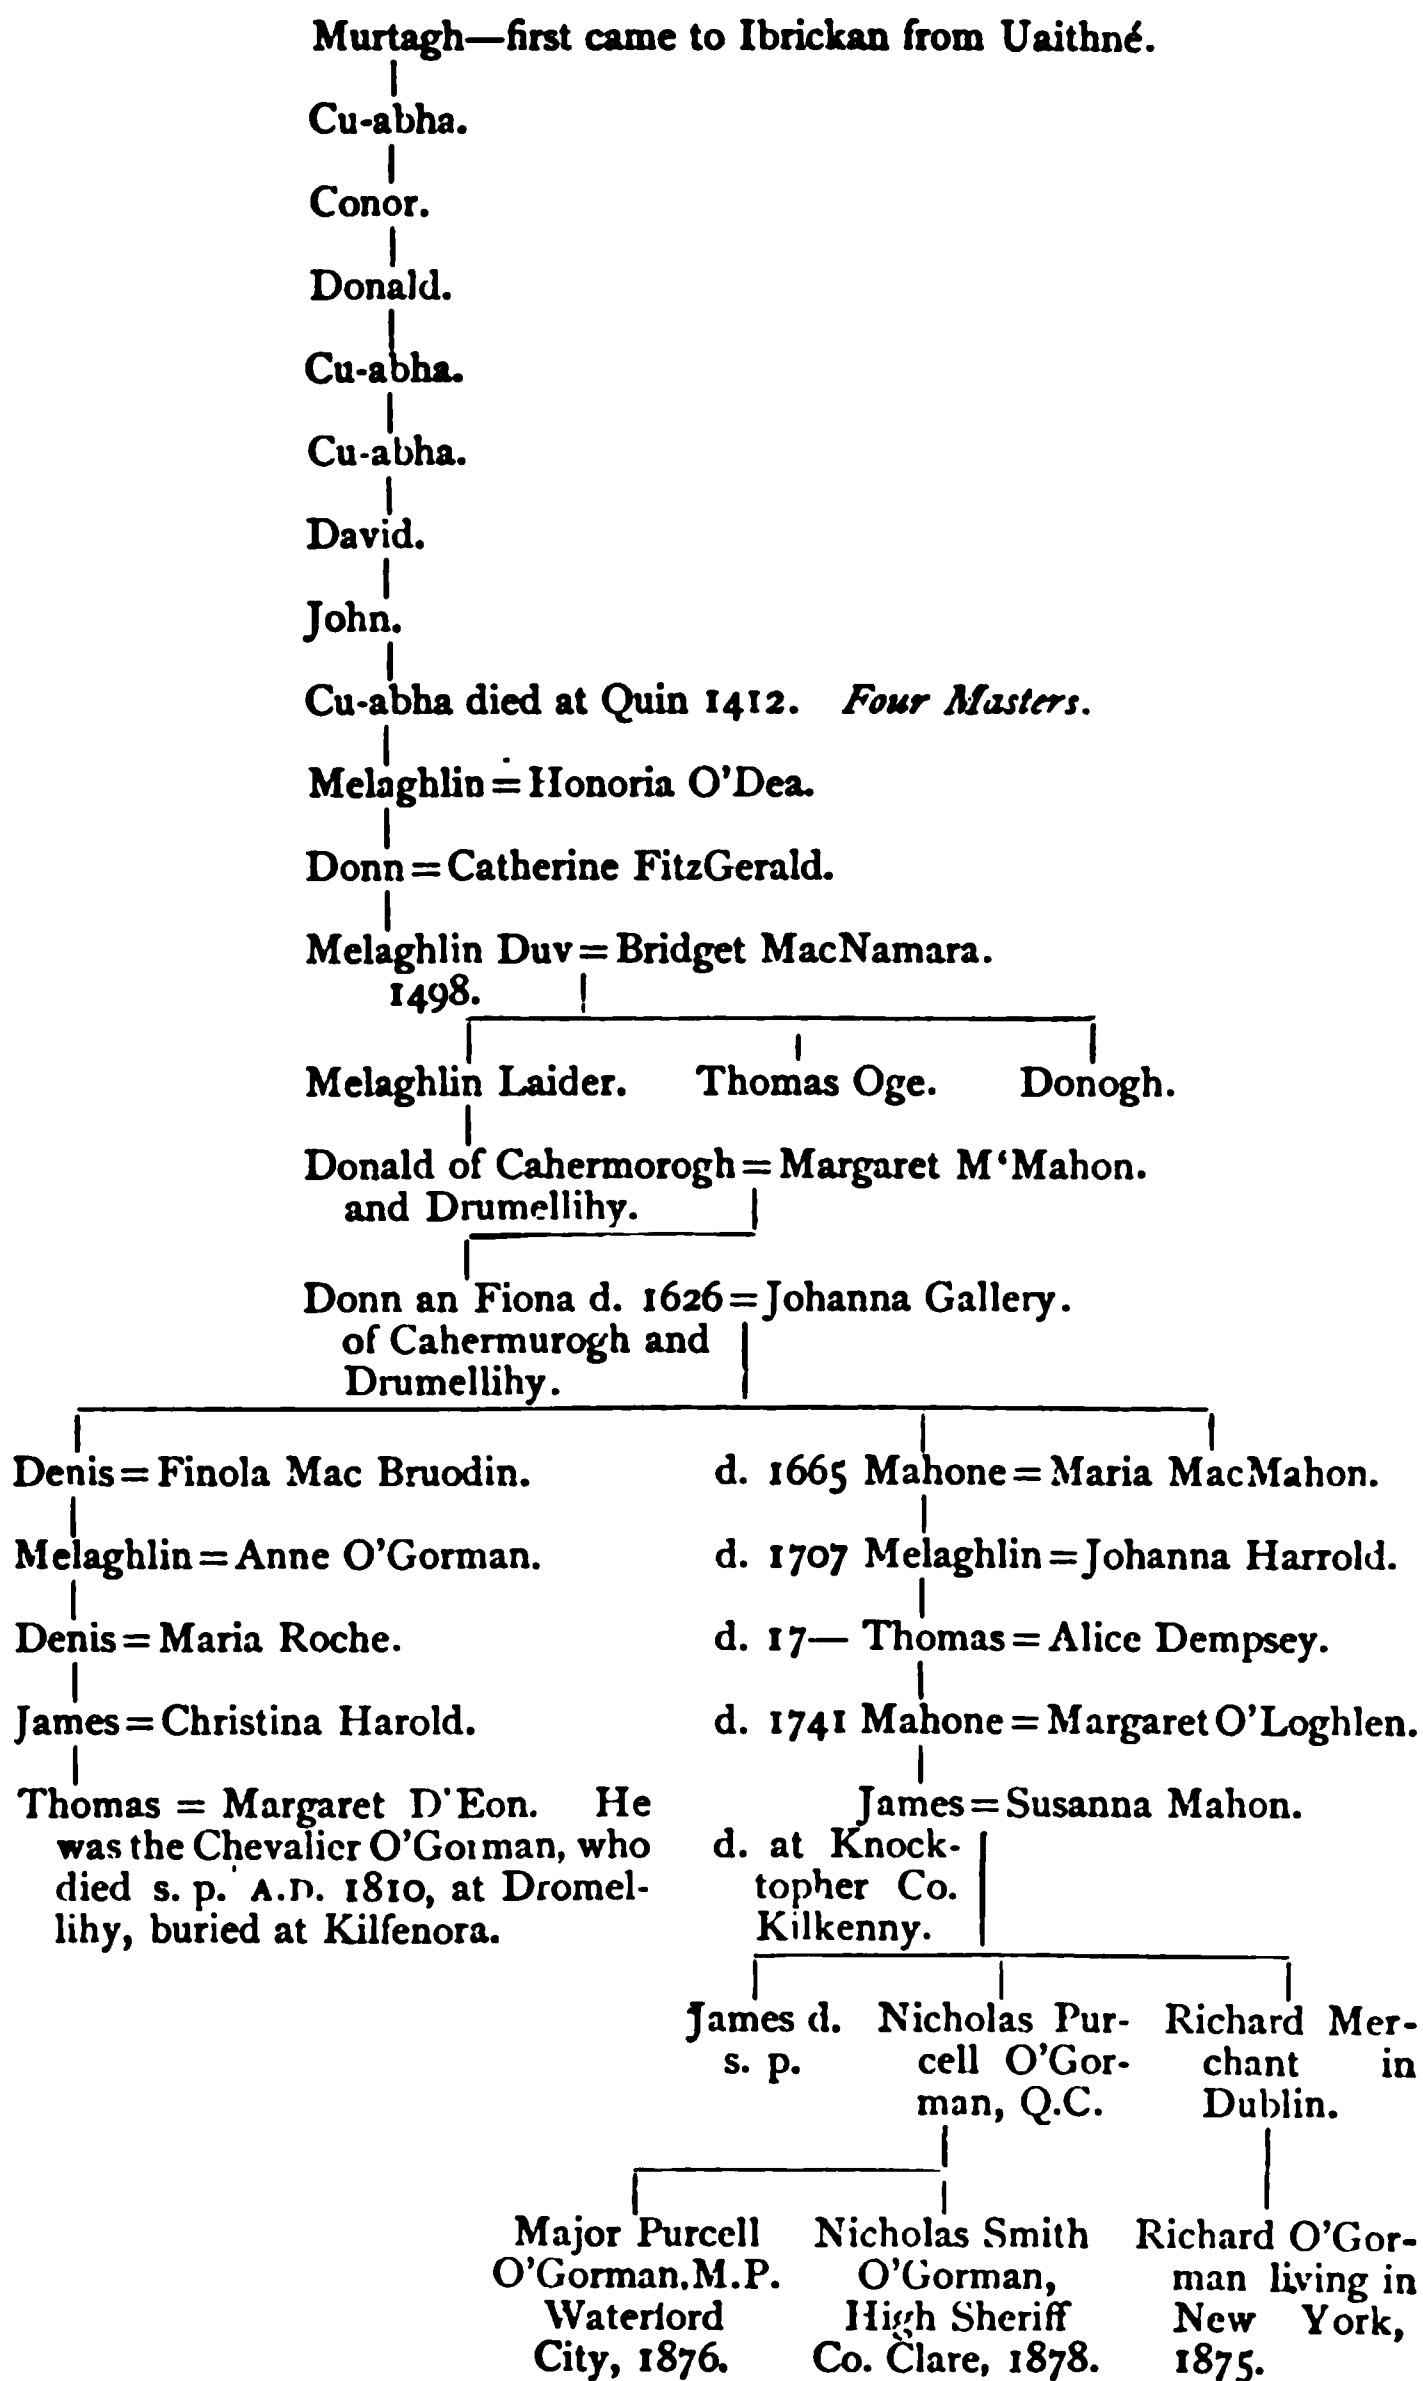 Murtagh—first came to Ibrickan from Uaithné.
Cu-abha.
Conor.
Donald.
Cu-abha.
Cu-abha.
David.
John.
Cu-abha died at Quin 1412. Four Masters.
Melaghlin = Honoria O'Dea.
Donn = Catherine FitzGerald.
Melaghlin Duv = Bridget MacNamara.
1498.
Melaghlin Laider. Thomas Oge. Donogh.
Donald of Cahermorogh = Margaret M‘Mahon.
and Drumellihy.
Donn an Fiona d. 1626 = Johanna Gallery.
of Cahermurogh and
Drumellihy.
Denis = Finola Mac Bruodin.
Melaghlin = Anne O'Gorman.
Denis = Maria Roche.
James = Christina Harold.
Thomas = Margaret D'Eon. He
was the Chevalier O'Gorman, who
died s. p. A.D. 1810, at Dromel-
lihy, buried at Kilfenora.
d. 1665 Mahone = Maria MacMahon.
d. 1707 Melaghlin = Johanna Harrold.
d. 17— Thomas = Alice Dempsey.
d. 1741 Mahone = Margaret O'Loghlen.
James = Susanna Mahon.
d. at Knock-
topher Co.
Kilkenny.
James d.
s. p.
Nicholas Pur-
cell O'Gor-
man, Q.C.
Richard Mer-
chant in
Dublin.
Major Purcell
O'Gorman, M.P.
Waterford
City, 1876.
Nicholas Smith
O'Gorman,
High Sheriff
Co. Clare, 1878.
Richard O'Gor-
man living in
New York,
1875.